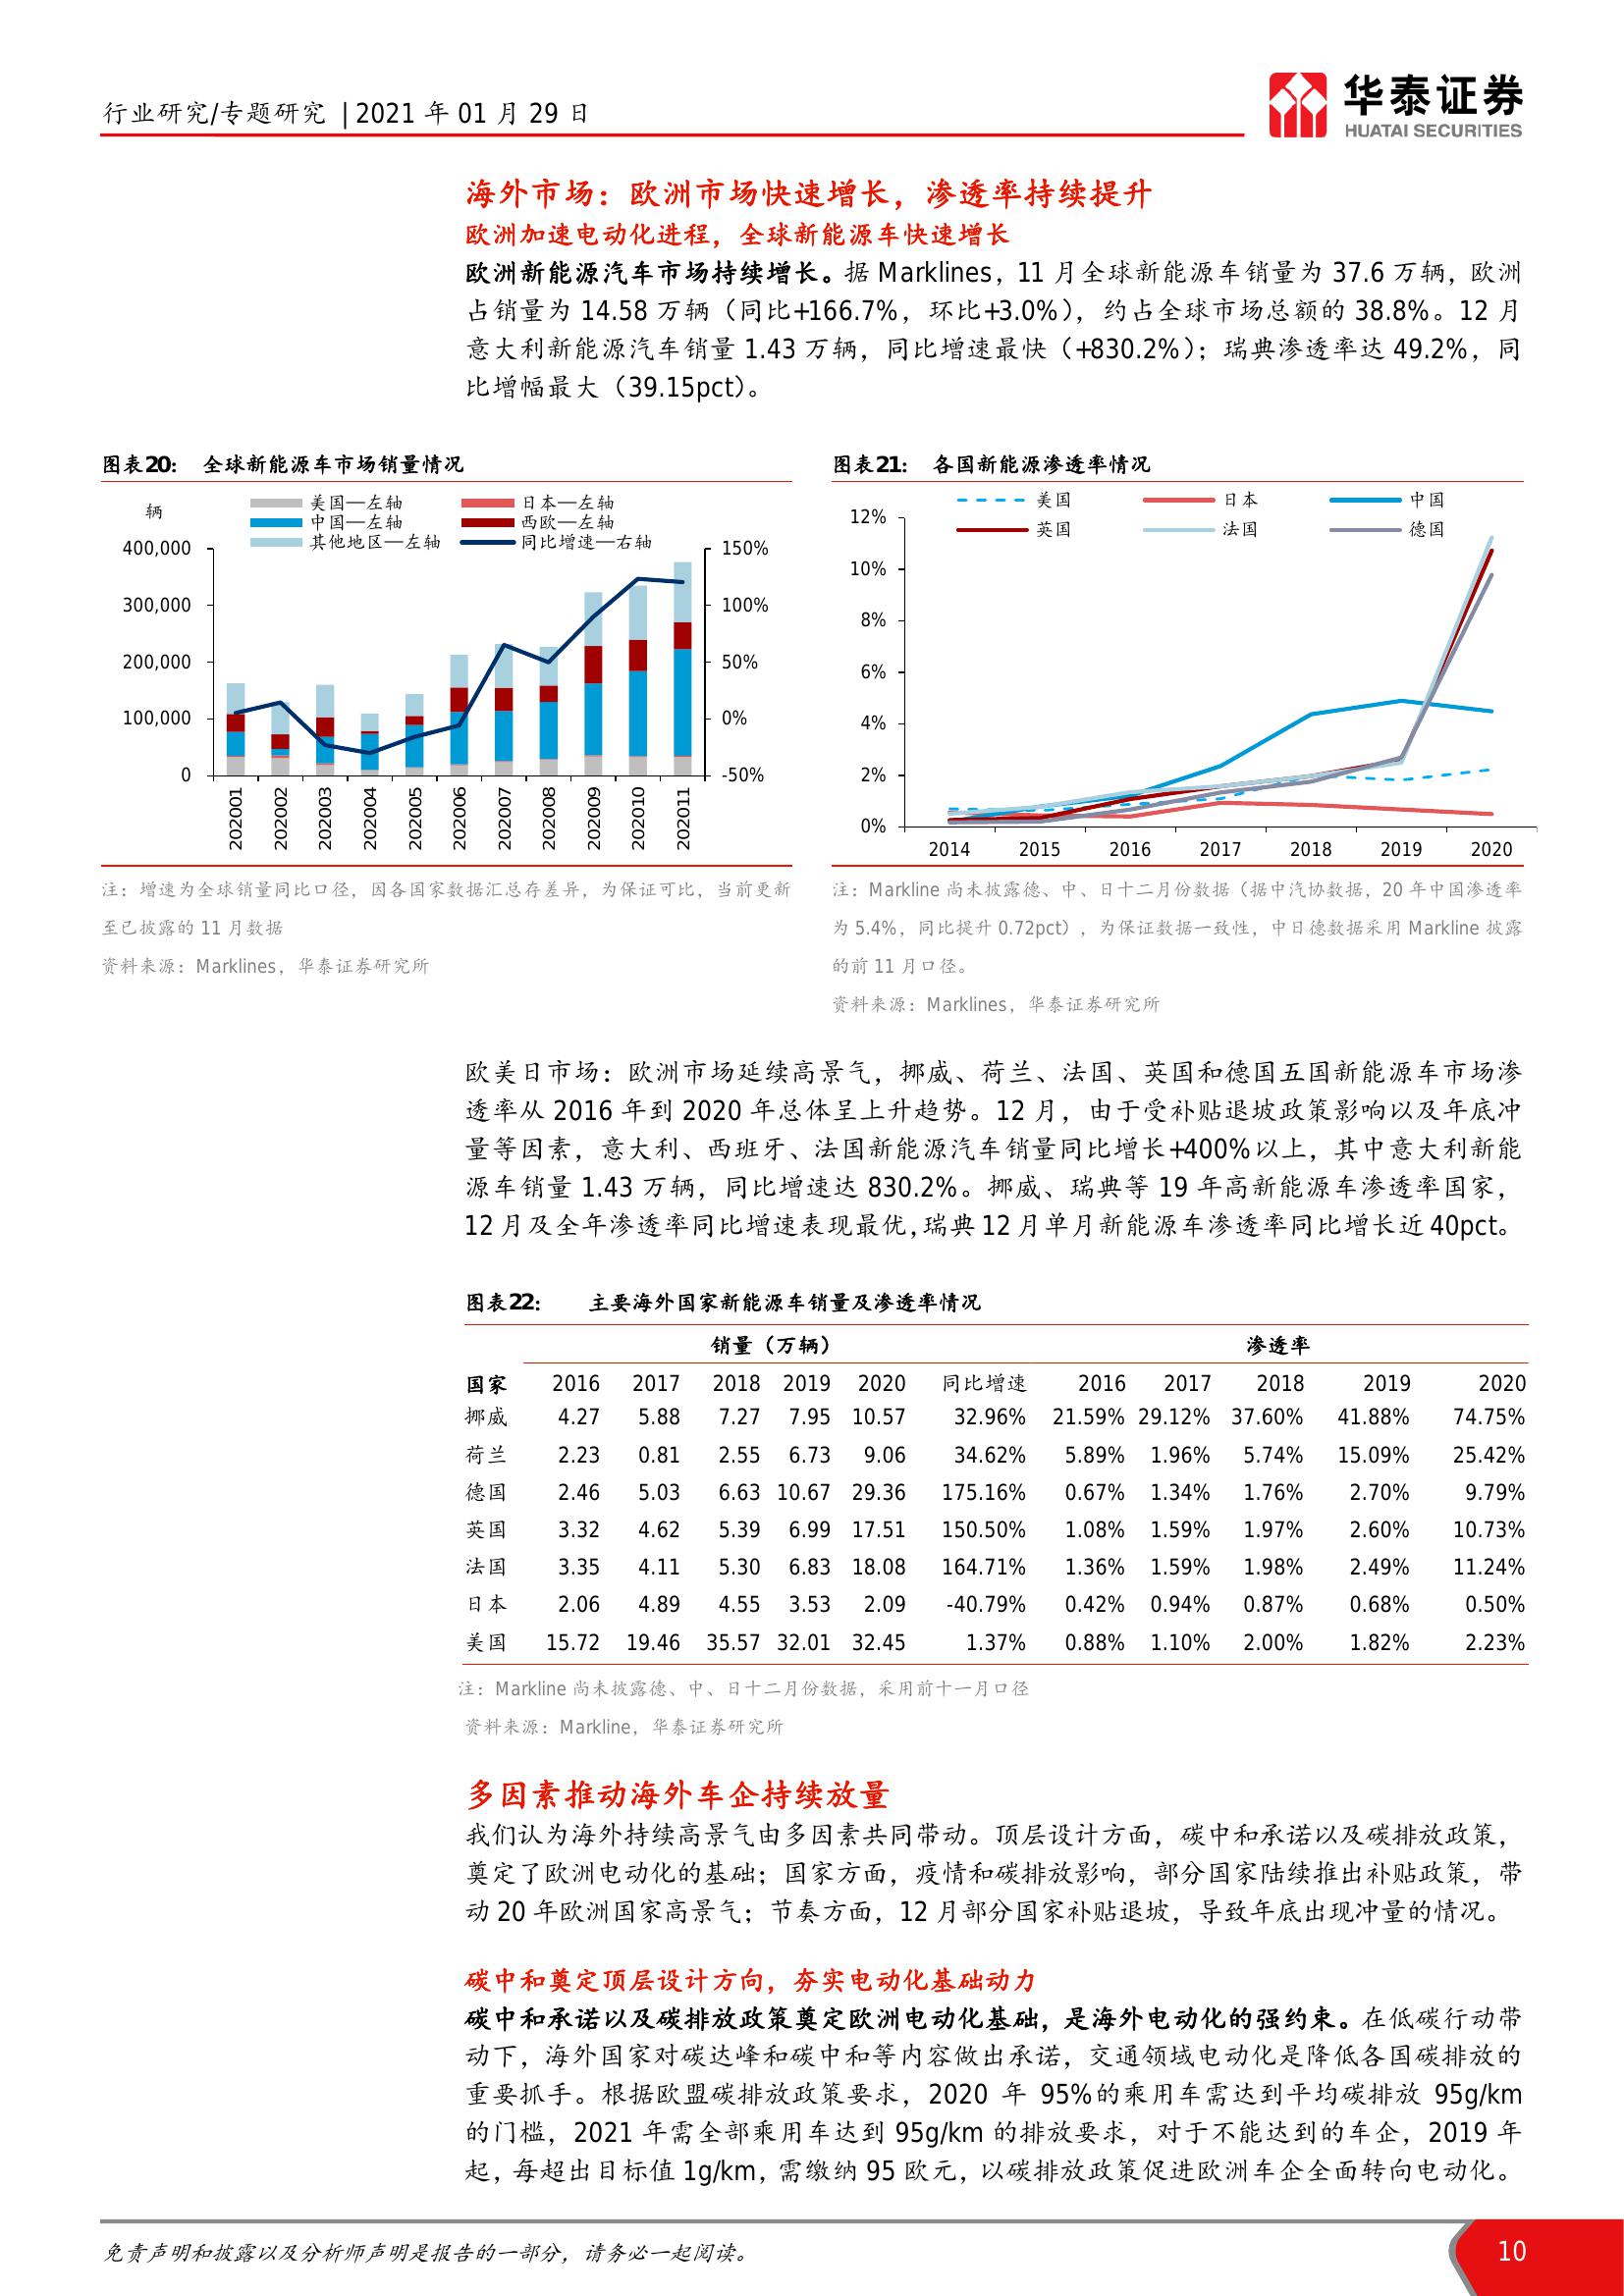 行业研究/专题研究 | 2021 年 01 月 29 日
华泰证券
HUATAI SECURITIES
海外市场：欧洲市场快速增长，渗透率持续提升
欧洲加速电动化进程，全球新能源车快速增长
欧洲新能源汽车市场持续增长。据 Marklines，11 月全球新能源车销量为 37.6 万辆，欧洲
占销量为 14.58 万辆（同比+166.7%，环比+3.0%），约占全球市场总额的 38.8%。12 月
意大利新能源汽车销量 1.43 万辆，同比增速最快（+830.2%）；瑞典渗透率达 49.2%，同
比增幅最大（39.15pct）。
图表20： 全球新能源车市场销量情况
辆
美国—左轴 日本—左轴
中国—左轴 西欧—左轴
其他地区—左轴 同比增速—右轴
400,000 150%
300,000 100%
200,000 50%
100,000 0%
0 -50%
202001 202002 202003 202004 202005 202006 202007 202008 202009 202010 202011
注：增速为全球销量同比口径，因各国家数据汇总存差异，为保证可比，当前更新
至已披露的 11 月数据
资料来源：Marklines，华泰证券研究所
图表21： 各国新能源渗透率情况
美国 日本 中国
英国 法国 德国
12%
10%
8%
6%
4%
2%
0%
2014 2015 2016 2017 2018 2019 2020
注：Markline 尚未披露德、中、日十二月份数据（据中汽协数据，20 年中国渗透率
为 5.4%，同比提升 0.72pct），为保证数据一致性，中日德数据采用 Markline 披露
的前 11 月口径。
资料来源：Marklines，华泰证券研究所
欧美日市场：欧洲市场延续高景气，挪威、荷兰、法国、英国和德国五国新能源车市场渗
透率从 2016 年到 2020 年总体呈上升趋势。12 月，由于受补贴退坡政策影响以及年底冲
量等因素，意大利、西班牙、法国新能源汽车销量同比增长+400%以上，其中意大利新能
源车销量 1.43 万辆，同比增速达 830.2%。挪威、瑞典等 19 年高新能源车渗透率国家，
12 月及全年渗透率同比增速表现最优，瑞典 12 月单月新能源车渗透率同比增长近 40pct。
图表22： 主要海外国家新能源车销量及渗透率情况
销量（万辆） 渗透率
国家 2016 2017 2018 2019 2020 同比增速 2016 2017 2018 2019 2020
挪威 4.27 5.88 7.27 7.95 10.57 32.96% 21.59% 29.12% 37.60% 41.88% 74.75%
荷兰 2.23 0.81 2.55 6.73 9.06 34.62% 5.89% 1.96% 5.74% 15.09% 25.42%
德国 2.46 5.03 6.63 10.67 29.36 175.16% 0.67% 1.34% 1.76% 2.70% 9.79%
英国 3.32 4.62 5.39 6.99 17.51 150.50% 1.08% 1.59% 1.97% 2.60% 10.73%
法国 3.35 4.11 5.30 6.83 18.08 164.71% 1.36% 1.59% 1.98% 2.49% 11.24%
日本 2.06 4.89 4.55 3.53 2.09 -40.79% 0.42% 0.94% 0.87% 0.68% 0.50%
美国 15.72 19.46 35.57 32.01 32.45 1.37% 0.88% 1.10% 2.00% 1.82% 2.23%
注：Markline 尚未披露德、中、日十二月份数据，采用前十一月口径
资料来源：Markline，华泰证券研究所
多因素推动海外车企持续放量
我们认为海外持续高景气由多因素共同带动。顶层设计方面，碳中和承诺以及碳排放政策，
奠定了欧洲电动化的基础；国家方面，疫情和碳排放影响，部分国家陆续推出补贴政策，带
动 20 年欧洲国家高景气；节奏方面，12 月部分国家补贴退坡，导致年底出现冲量的情况。
碳中和奠定顶层设计方向，夯实电动化基础动力
碳中和承诺以及碳排放政策奠定欧洲电动化基础，是海外电动化的强约束。在低碳行动带
动下，海外国家对碳达峰和碳中和等内容做出承诺，交通领域电动化是降低各国碳排放的
重要抓手。根据欧盟碳排放政策要求，2020 年 95%的乘用车需达到平均碳排放 95g/km
的门槛，2021 年需全部乘用车达到 95g/km 的排放要求，对于不能达到的车企，2019 年
起，每超出目标值 1g/km，需缴纳 95 欧元，以碳排放政策促进欧洲车企全面转向电动化。
免责声明和披露以及分析师声明是报告的一部分，请务必一起阅读。
10